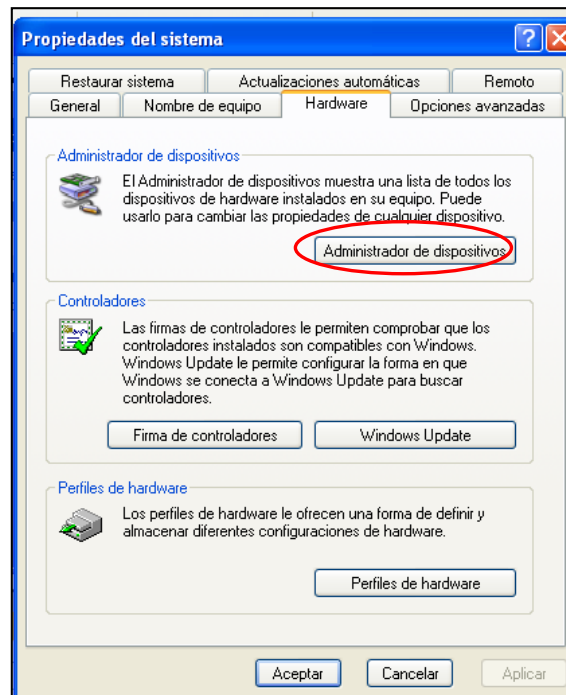 Propiedades del sistema
Restaurar sistema Actualizaciones automáticas Remoto
General Nombre de equipo Hardware Opciones avanzadas
Administrador de dispositivos
El Administrador de dispositivos muestra una lista de todos los
dispositivos de hardware instalados en su equipo. Puede
usarlo para cambiar las propiedades de cualquier dispositivo.
Administrador de dispositivos
Controladores
Las firmas de controladores le permiten comprobar que los
controladores instalados son compatibles con Windows.
Windows Update le permite configurar la forma en que
Windows se conecta a Windows Update para buscar
controladores.
Firma de controladores Windows Update
Perfiles de hardware
Los perfiles de hardware le ofrecen una forma de definir y
almacenar diferentes configuraciones de hardware.
Perfiles de hardware
Aceptar Cancelar Aplicar